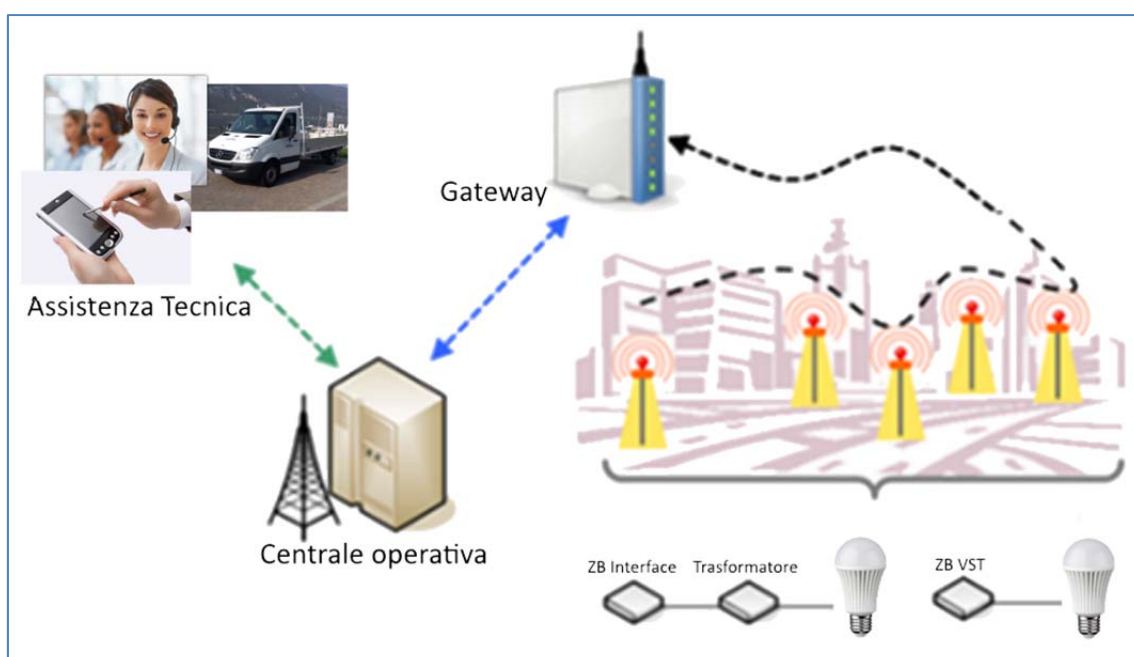 Gateway
Assistenza Tecnica
Centrale operativa
ZB Interface
Trasformatore
ZB VST